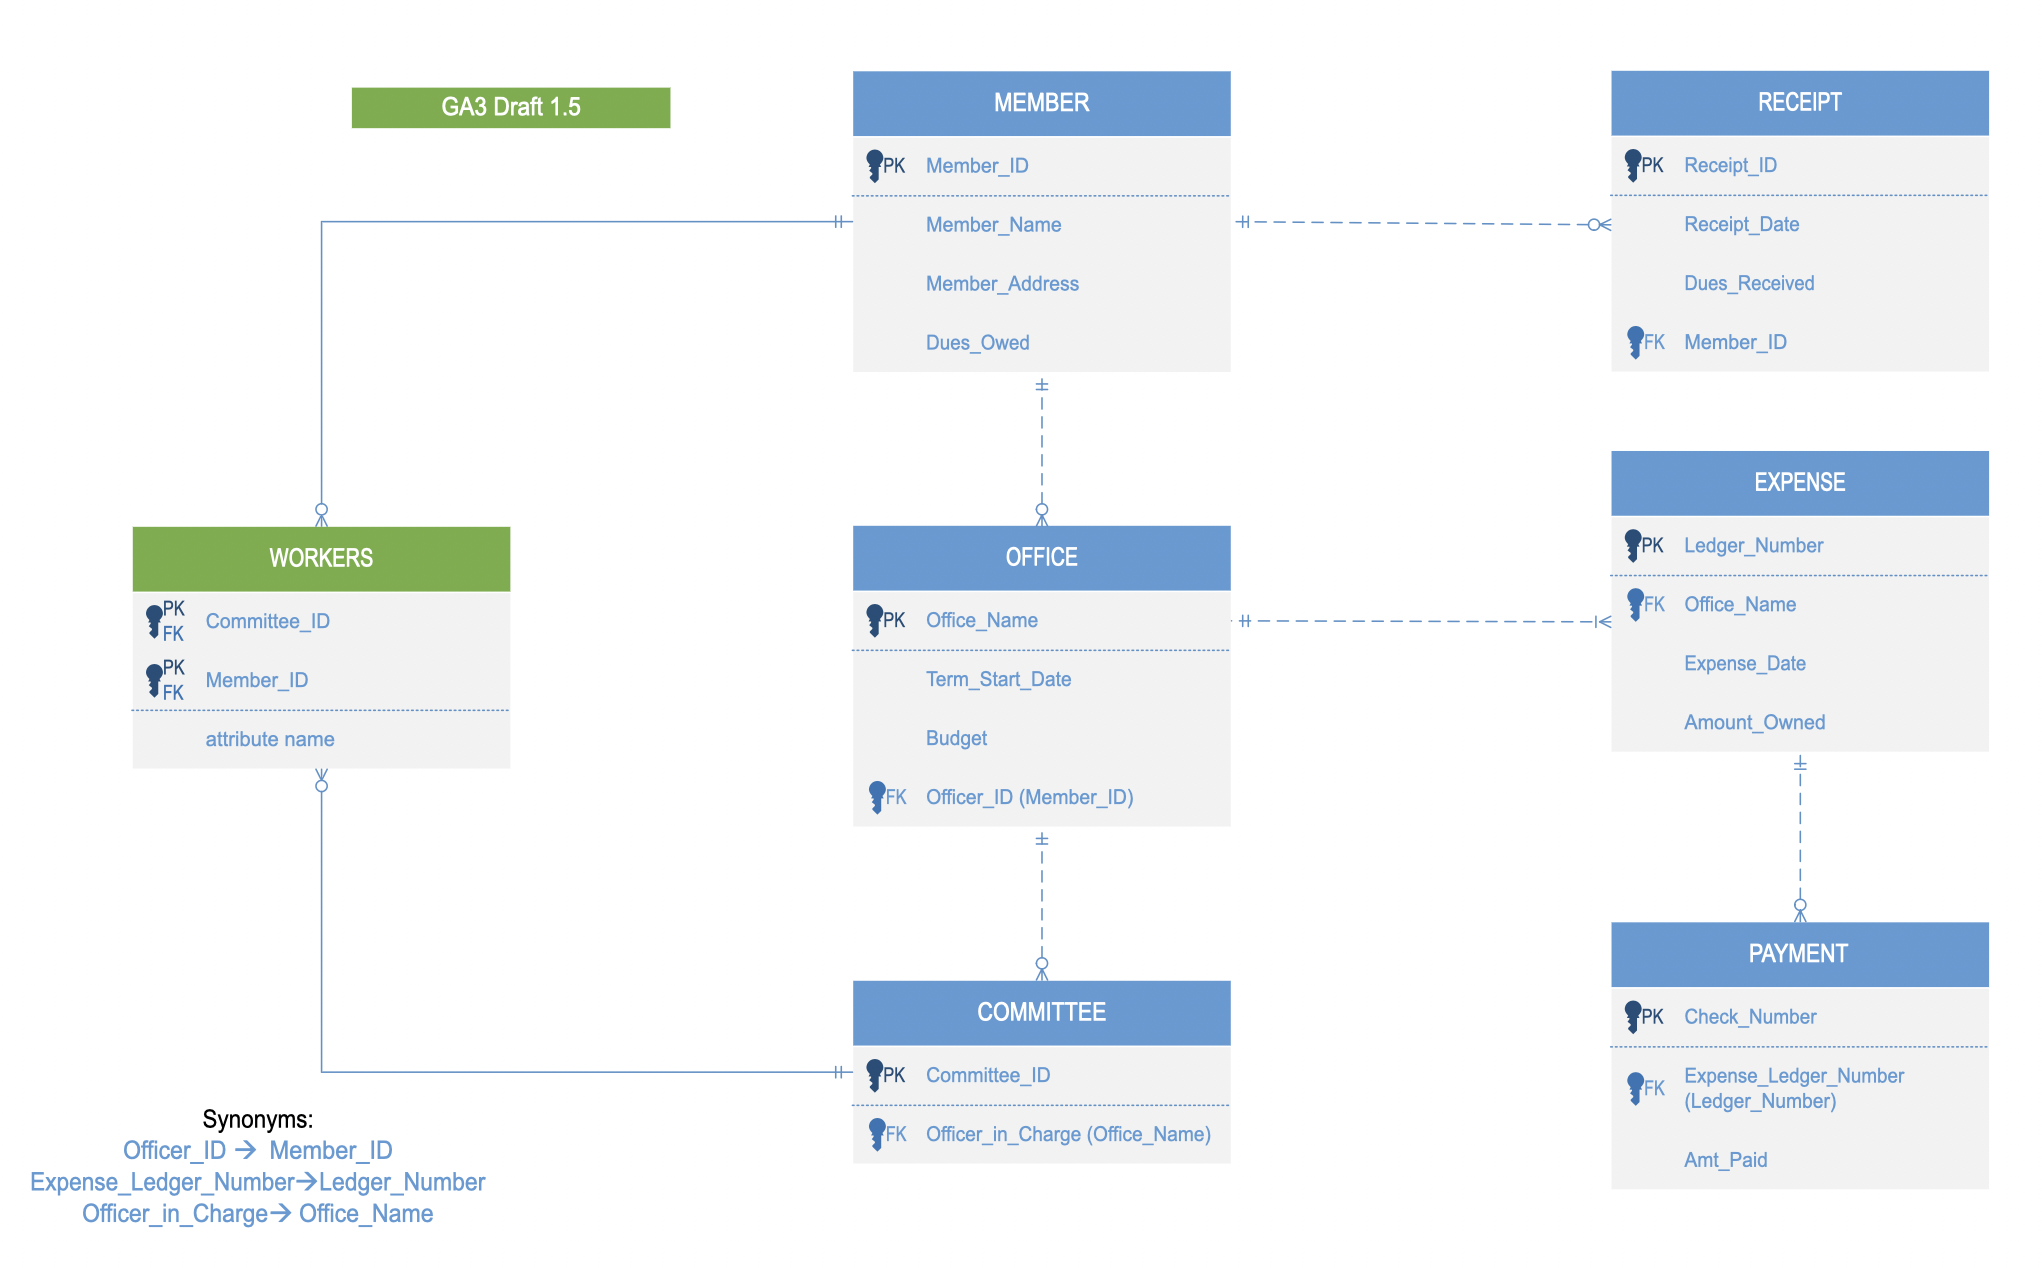 GA3 Draft 1.5
MEMBER
PK Member_ID
Member_Name
Member_Address
Dues_Owed
RECEIPT
PK Receipt_ID
Receipt_Date
Dues_Received
FK Member_ID
WORKERS
PK
FK Committee_ID
PK
FK Member_ID
attribute name
OFFICE
PK Office_Name
Term_Start_Date
Budget
FK Officer_ID (Member_ID)
EXPENSE
PK Ledger_Number
FK Office_Name
Expense_Date
Amount_Owned
COMMITTEE
PK Committee_ID
FK Officer_in_Charge (Office_Name)
PAYMENT
PK Check_Number
FK Expense_Ledger_Number
(Ledger_Number)
Amt_Paid
Synonyms:
Officer_ID → Member_ID
Expense_Ledger_Number→Ledger_Number
Officer_in_Charge→ Office_Name